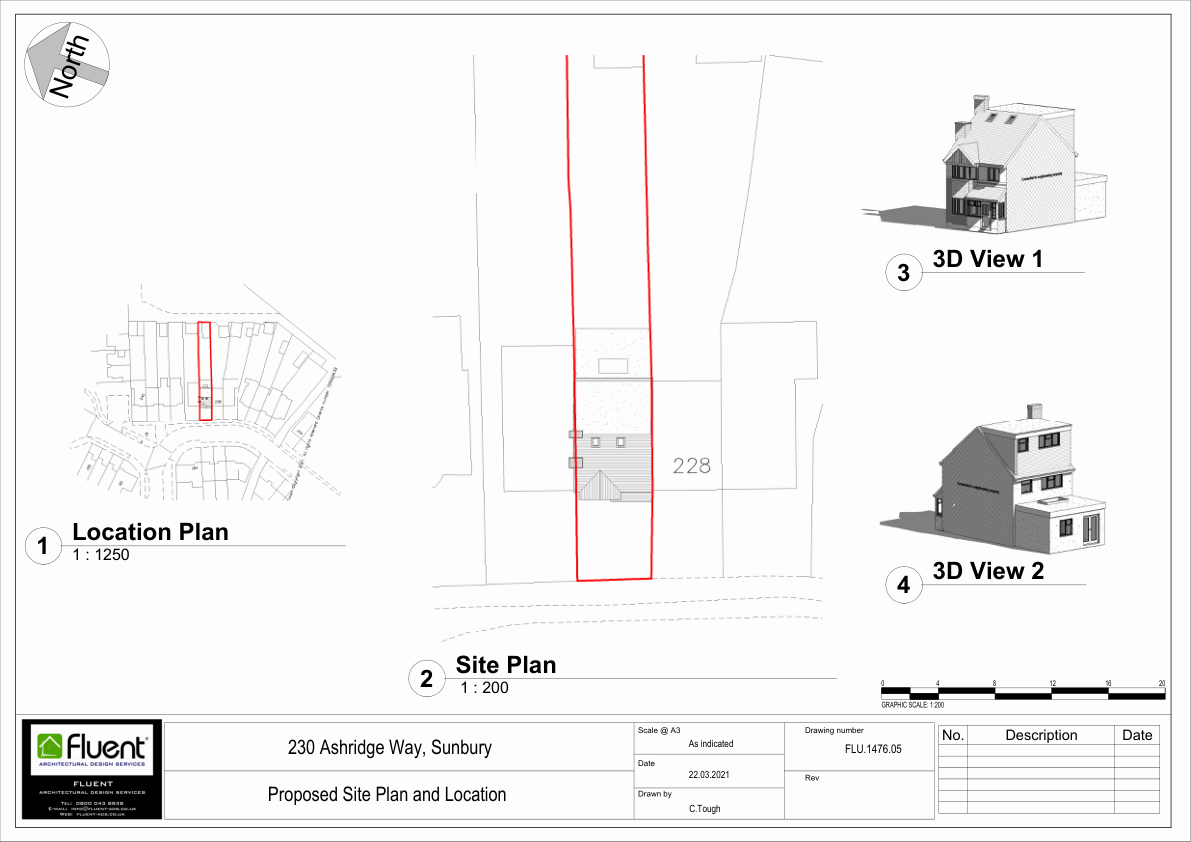 North
3
3D View 1
228
1
Location Plan
1 : 1250
4
3D View 2
2
Site Plan
1 : 200
0 4 8 12 16 20
GRAPHIC SCALE: 1:200
Fluent
ARCHITECTURAL DESIGN SERVICES
FLUENT
ARCHITECTURAL DESIGN SERVICES
TEL: 0800 043 8838
E-MAIL: INFO@FLUENT-ADS.CO.UK
WEB: FLUENT-ADS.CO.UK
230 Ashridge Way, Sunbury
Proposed Site Plan and Location
Scale @ A3
As indicated
Date
22.03.2021
Drawn by
C.Tough
Drawing number
FLU.1476.05
Rev
No. Description Date